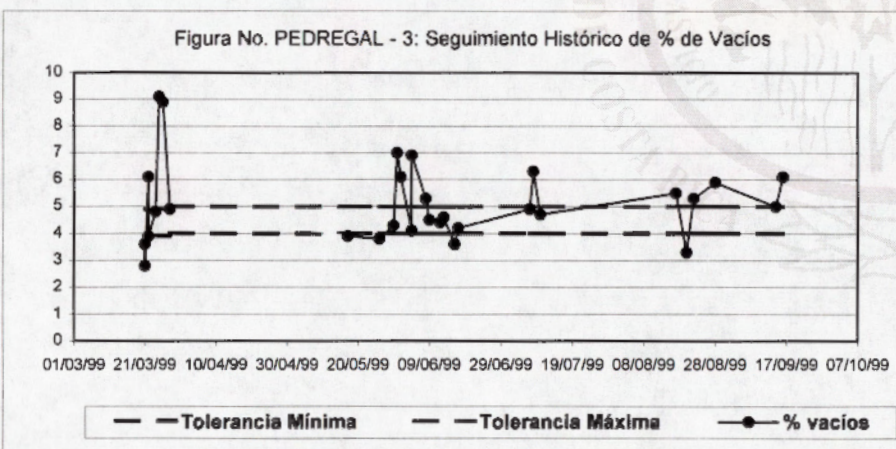 Figura No. PEDREGAL - 3: Seguimiento Histórico de % de Vacíos
10
9
8
7
6
5
4
3
2
1
0
01/03/99 21/03/99 10/04/99 30/04/99 20/05/99 09/06/99 29/06/99 19/07/99 08/08/99 28/08/99 17/09/99 07/10/99
Tolerancia Mínima Tolerancia Máxima % vacíos
COSTA